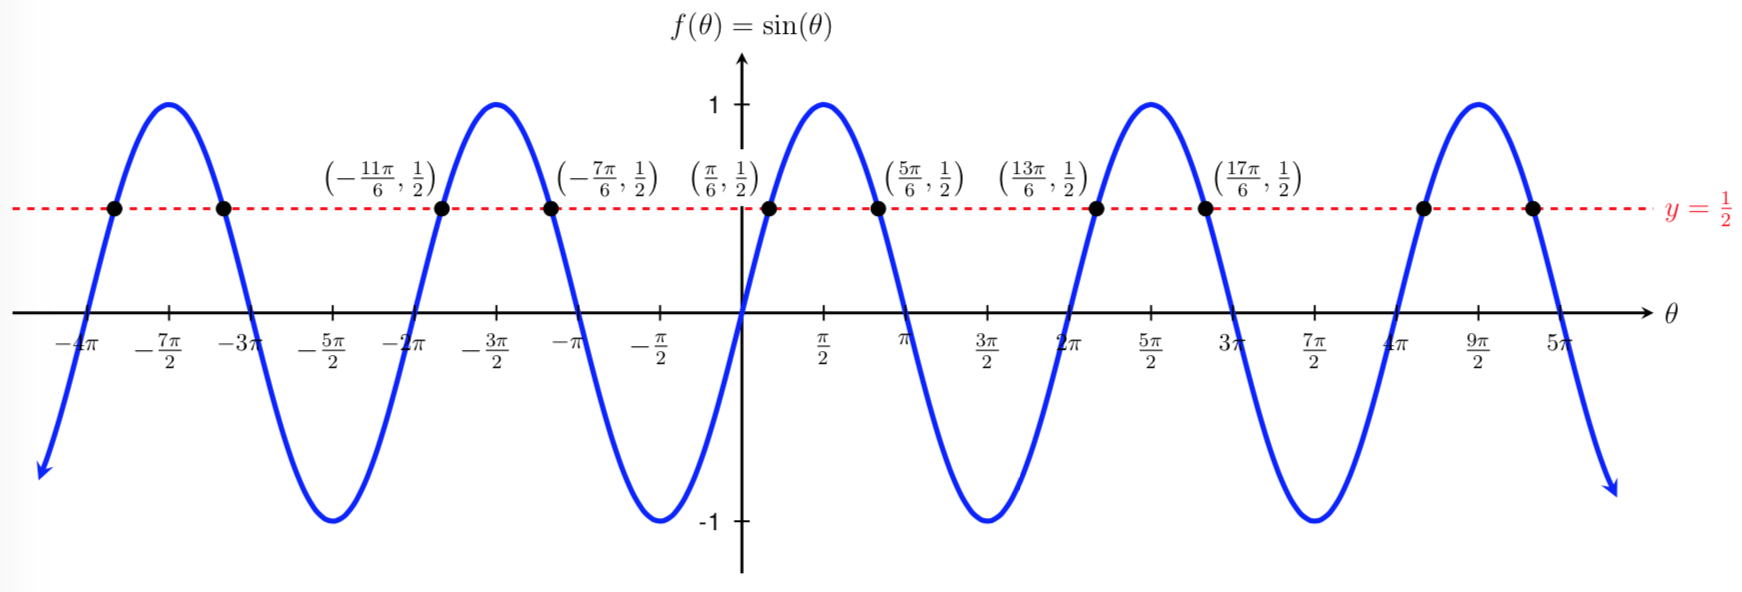 f(θ) = sin(θ)
1
(−11π/6, 1/2) (−7π/6, 1/2) (π/6, 1/2) (5π/6, 1/2) (13π/6, 1/2) (17π/6, 1/2)
y = 1/2
θ
−4π −7π/2 −3π −5π/2 −2π −3π/2 −π −π/2 π/2 π 3π/2 2π 5π/2 3π 7π/2 4π 9π/2 5π
-1